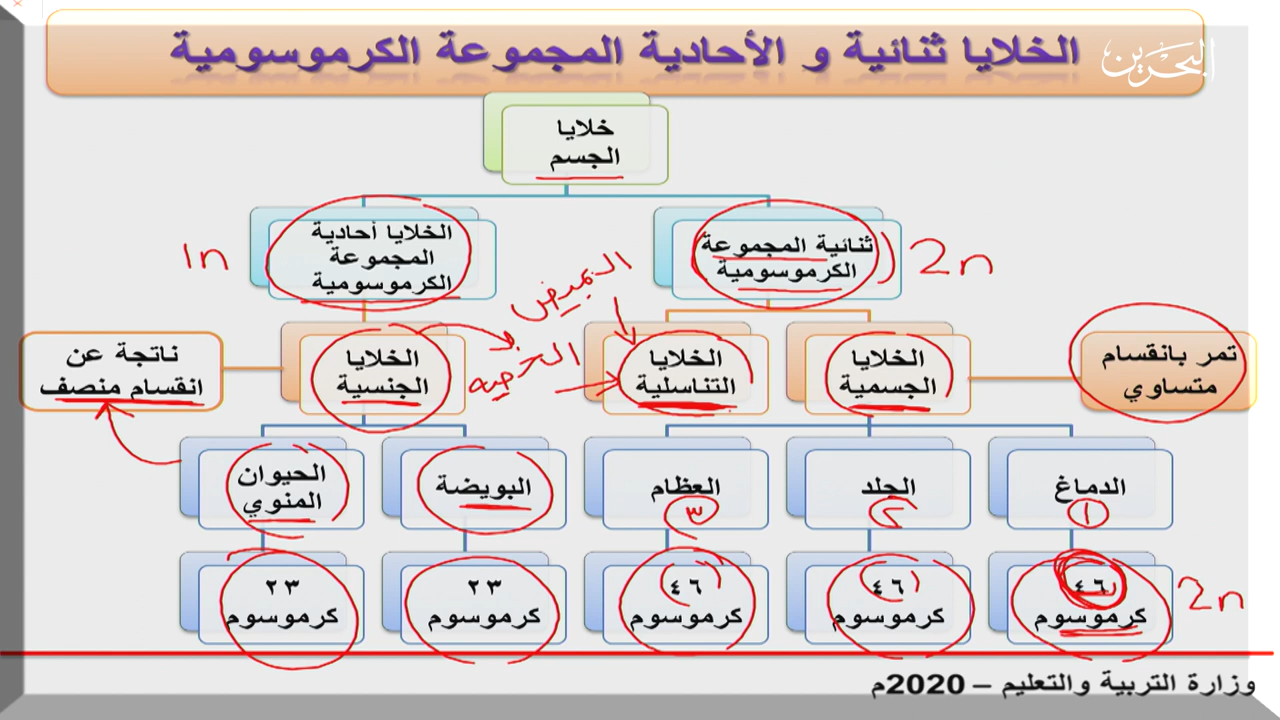 الخلايا ثنائية و الأحادية المجموعة الكرموسومية
البحرين
خلايا
الجسم
ثنائية المجموعة
الكرموسومية
2n
الخلايا أحادية
المجموعة
الكرموسومية
1n
تمر بانقسام
متساوي
الخلايا
الجسمية
الخلايا
التناسلية
المبيض
الخصيه
الخلايا
الجنسية
ناتجة عن
انقسام منصف
الدماغ
١
الجلد
٢
العظام
٣
البويضة
الحيوان
المنوي
٤٦
كرموسوم
2n
٤٦
كرموسوم
٤٦
كرموسوم
٢٣
كرموسوم
٢٣
كرموسوم
وزارة التربية والتعليم – 2020م